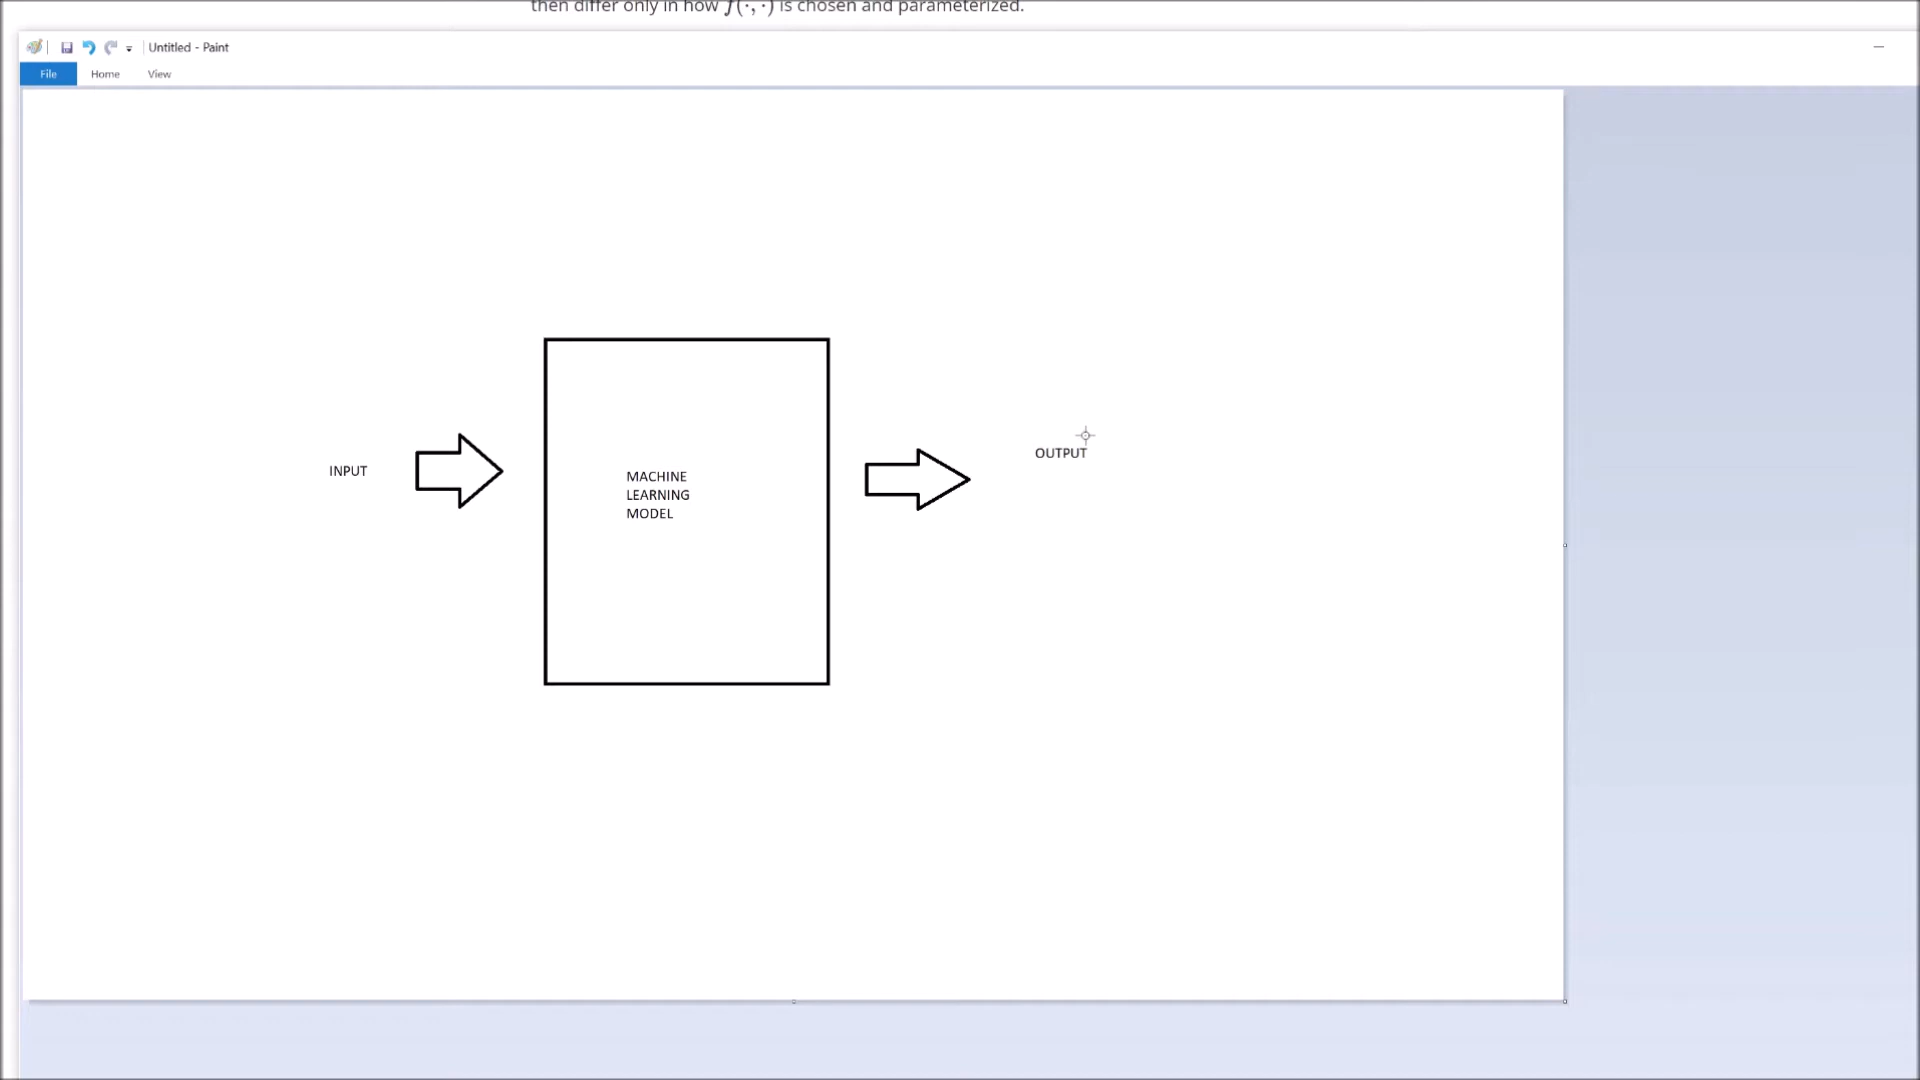 then differ only in how f(·, ·) is chosen and parameterized.
Untitled - Paint
File Home View
INPUT
MACHINE
LEARNING
MODEL
OUTPUT